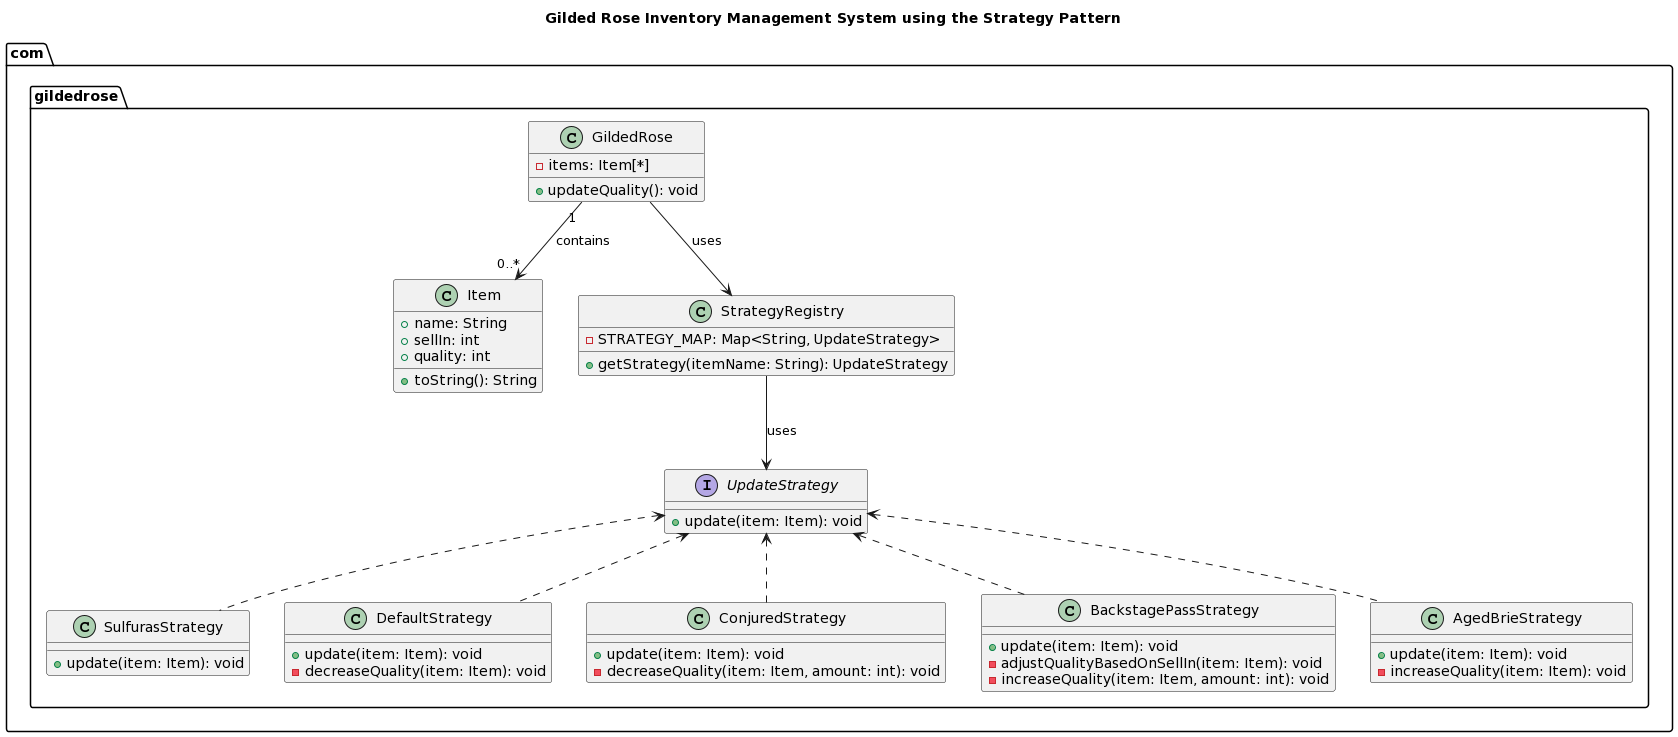 Gilded Rose Inventory Management System using the Strategy Pattern
com
gildedrose
C GildedRose
items: Item[*]
updateQuality(): void
1
contains
uses
0..*
C Item
name: String
sellIn: int
quality: int
toString(): String
C StrategyRegistry
STRATEGY_MAP: Map<String, UpdateStrategy>
getStrategy(itemName: String): UpdateStrategy
uses
I UpdateStrategy
update(item: Item): void
C SulfurasStrategy
update(item: Item): void
C DefaultStrategy
update(item: Item): void
decreaseQuality(item: Item): void
C ConjuredStrategy
update(item: Item): void
decreaseQuality(item: Item, amount: int): void
C BackstagePassStrategy
update(item: Item): void
adjustQualityBasedOnSellIn(item: Item): void
increaseQuality(item: Item, amount: int): void
C AgedBrieStrategy
update(item: Item): void
increaseQuality(item: Item): void